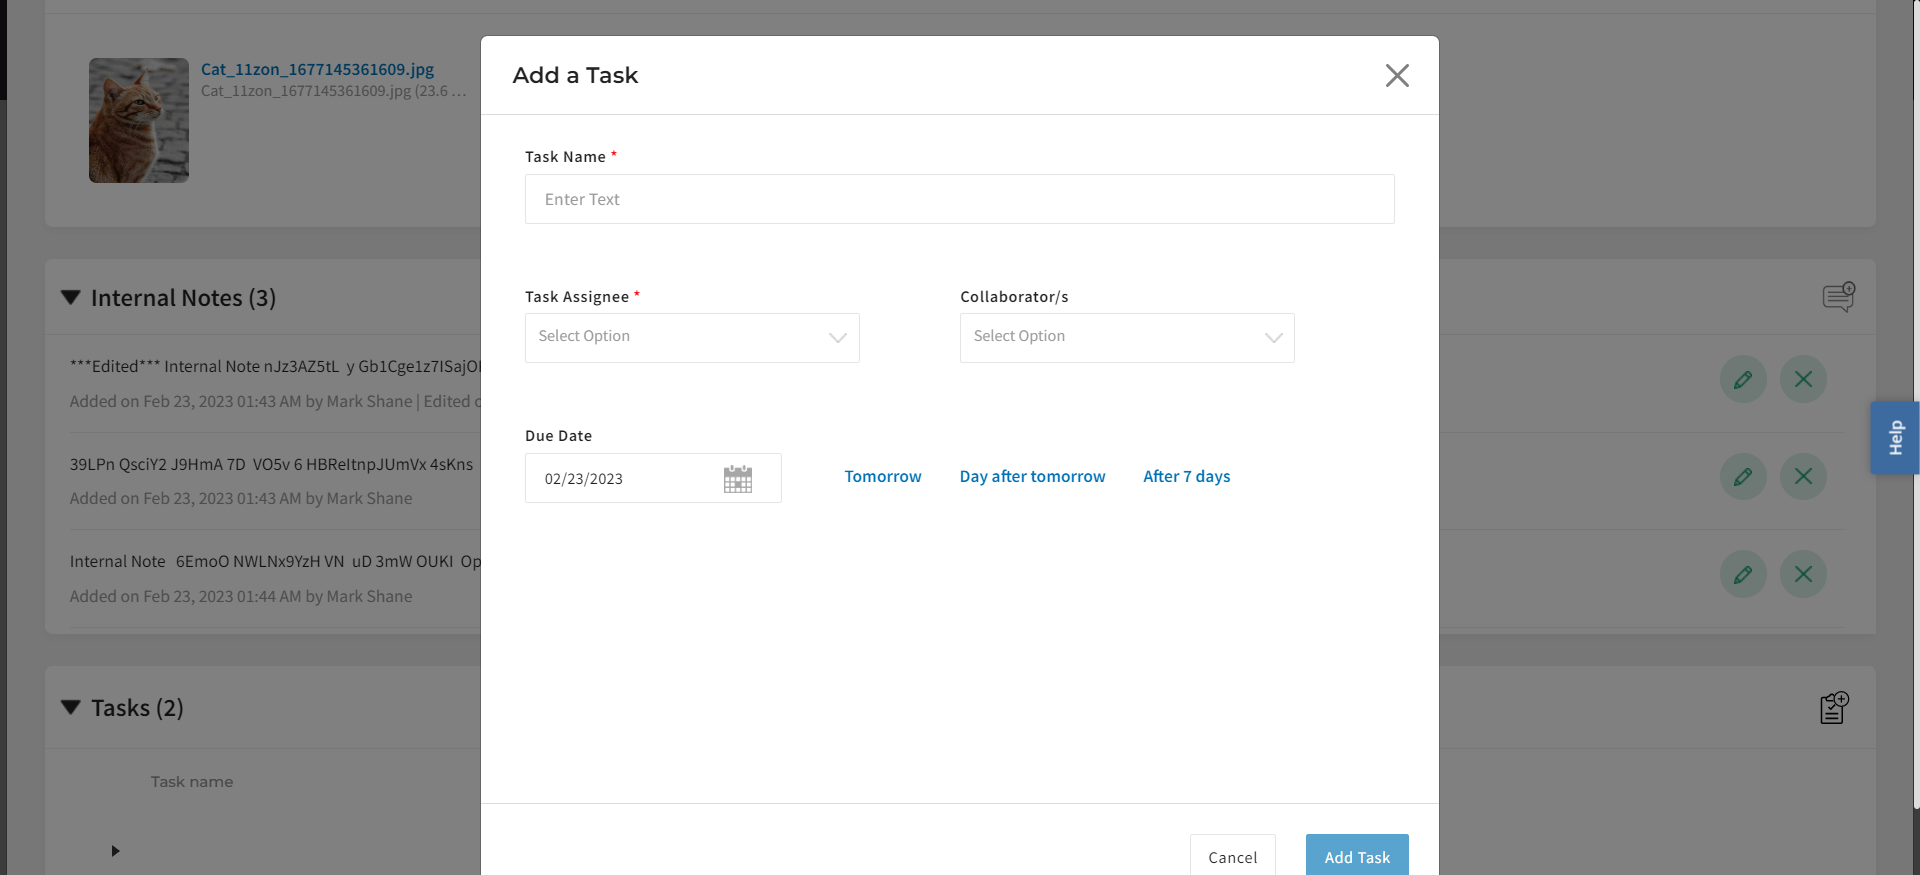 Cat_11zon_1677145361609.jpg
Cat_11zon_1677145361609.jpg (23.6 ...
Internal Notes (3)
***Edited*** Internal Note nJz3AZ5tL y
Added on Feb 23, 2023 01:43 AM by Mark Shane | Edited
39LPn QsciY2 J9HmA 7D VO5v 6 HBReItnpJUmVx 4sKns
Added on Feb 23, 2023 01:43 AM by Mark Shane
Internal Note 6EmoO NWLNx9YzH VN uD 3mW OUKI Op
Added on Feb 23, 2023 01:44 AM by Mark Shane
Tasks (2)
Task name
Add a Task
Task Name *
Enter Text
Task Assignee * Collaborator/s
Select Option Select Option
Due Date
02/23/2023 Tomorrow Day after tomorrow After 7 days
Cancel Add Task
Help